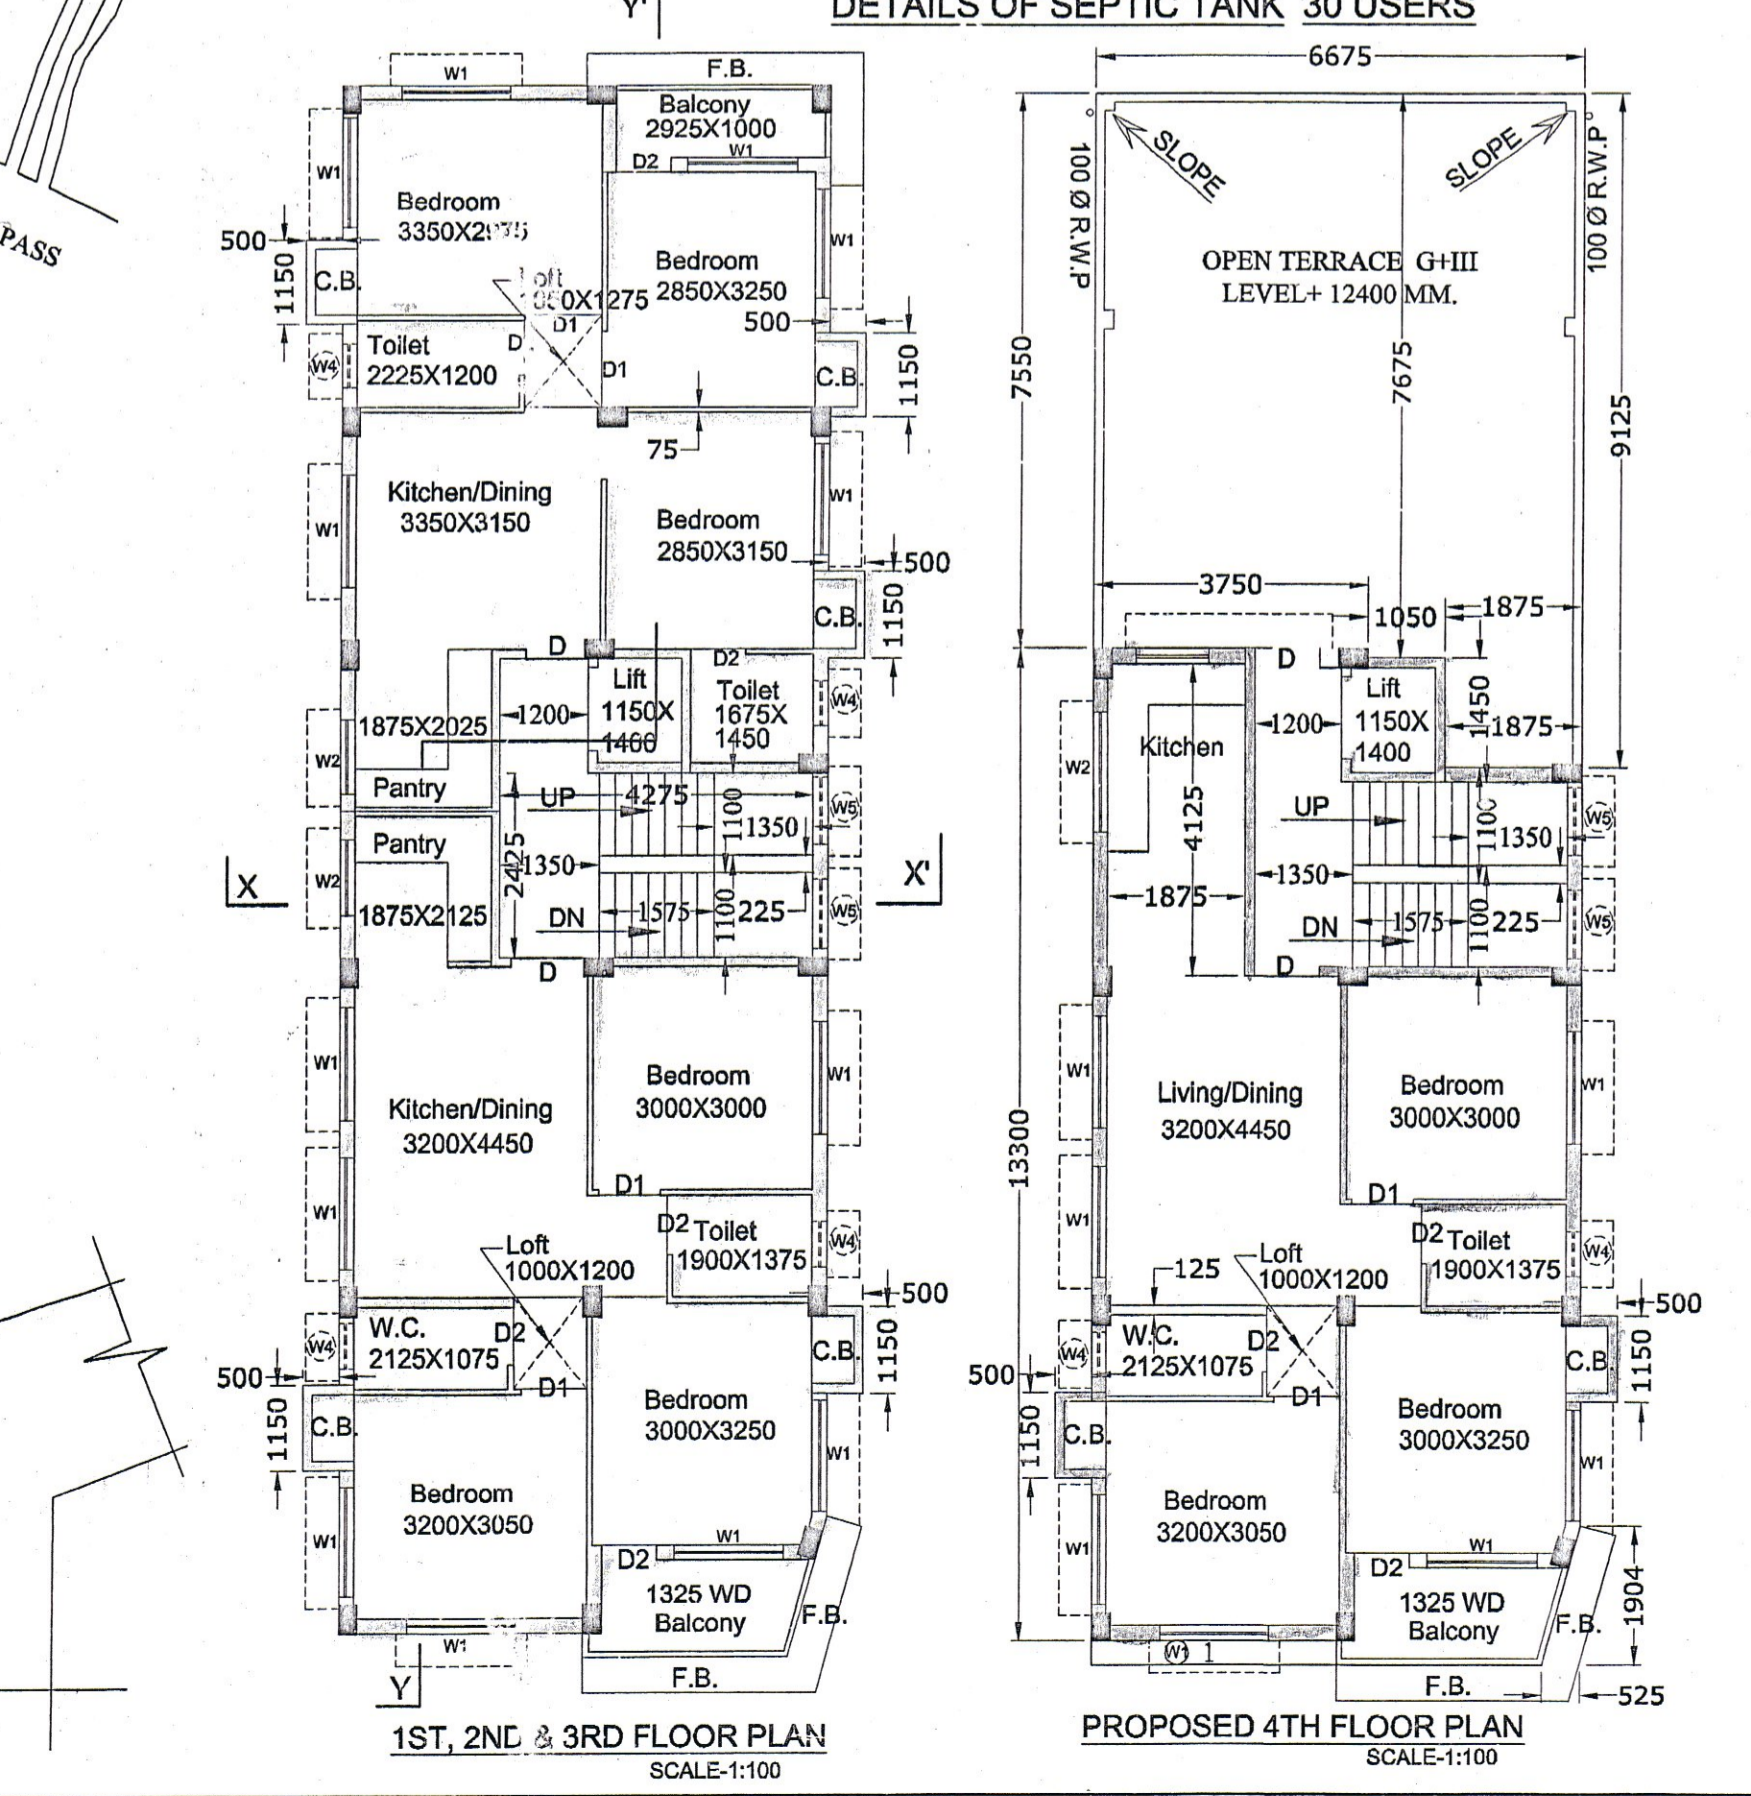 Y'
DETAILS OF SEPTIC TANK 30 USERS
PASS
W1
F.B.
Balcony
2925X1000
W1
D2
W1
Bedroom
500
1150
C.B.
3350X2975
Bedroom
2850X3250
W1
Loft
1050X1275
500
1150
C.B.
D1
D
D1
Toilet
2225X1200
W4
75
Kitchen/Dining
3350X3150
W1
Bedroom
2850X3150
W1
500
1150
C.B.
D
D2
Lift
1150X
1400
Toilet
1675X
1450
W4
1200
1875X2025
W2
Pantry
UP
4275
1100
1350
W5
Pantry
W2
1875X2125
2425
1350
DN
1575
1100
225
W5
X
X'
D
W1
Kitchen/Dining
3200X4450
Bedroom
3000X3000
W1
W1
D1
D2
Toilet
1900X1375
W4
Loft
1000X1200
500
1150
C.B.
W.C.
2125X1075
D2
W4
500
1150
C.B.
D1
Bedroom
3000X3250
W1
Bedroom
3200X3050
W1
W1
D2
1325 WD
Balcony
F.B.
W1
F.B.
Y
1ST, 2ND & 3RD FLOOR PLAN
SCALE-1:100
6675
SLOPE
SLOPE
100 Ø R.W.P
100 Ø R.W.P
OPEN TERRACE G+III
LEVEL+ 12400 MM.
7550
7675
9125
3750
1050
1875
D
Lift
1150X
1400
1450
1875
1200
Kitchen
W2
4125
1875
UP
1100
1350
W5
1350
DN
1575
1100
225
W5
D
13300
W1
Living/Dining
3200X4450
Bedroom
3000X3000
W1
W1
D1
D2
Toilet
1900X1375
W4
125
Loft
1000X1200
500
1150
C.B.
W.C.
2125X1075
D2
W4
500
1150
C.B.
D1
Bedroom
3000X3250
W1
Bedroom
3200X3050
W1
W1
D2
1325 WD
Balcony
F.B.
1904
W1 1
F.B.
525
PROPOSED 4TH FLOOR PLAN
SCALE-1:100